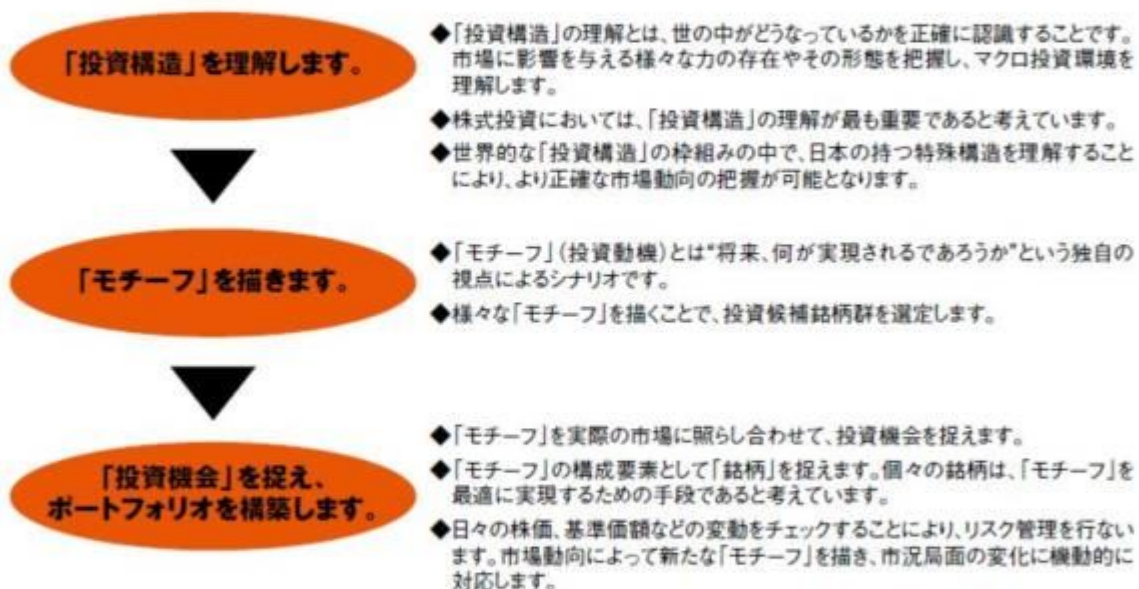 「投資構造」を理解します。
◆「投資構造」の理解とは、世の中がどうなっているかを正確に認識することです。
市場に影響を与える様々な力の存在やその形態を把握し、マクロ投資環境を
理解します。
◆株式投資においては、「投資構造」の理解が最も重要であると考えています。
◆世界的な「投資構造」の枠組みの中で、日本の持つ特殊構造を理解すること
により、より正確な市場動向の把握が可能となります。
「モチーフ」を描きます。
◆「モチーフ」(投資動機)とは“将来、何が実現されるであろうか”という独自の
視点によるシナリオです。
◆様々な「モチーフ」を描くことで、投資候補銘柄群を選定します。
「投資機会」を捉え、
ポートフォリオを構築します。
◆「モチーフ」を実際の市場に照らし合わせて、投資機会を捉えます。
◆「モチーフ」の構成要素として「銘柄」を捉えます。個々の銘柄は、「モチーフ」を
最適に実現するための手段であると考えています。
◆日々の株価、基準価額などの変動をチェックすることにより、リスク管理を行ない
ます。市場動向によって新たな「モチーフ」を描き、市況局面の変化に機動的に
対応します。